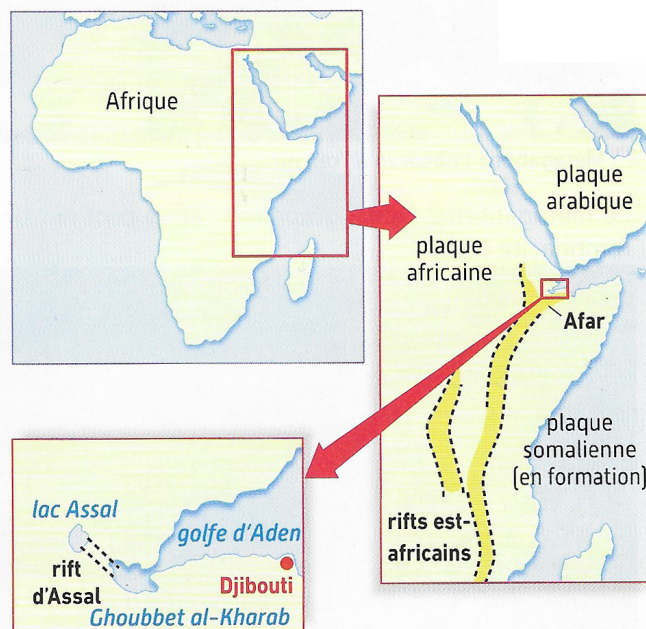 Afrique
plaque
arabique
plaque
africaine
Afar
plaque
somalienne
(en formation)
rifts est-
africains
lac Assal
golfe d'Aden
rift
d'Assal
Djibouti
Ghoubbet al-Kharab